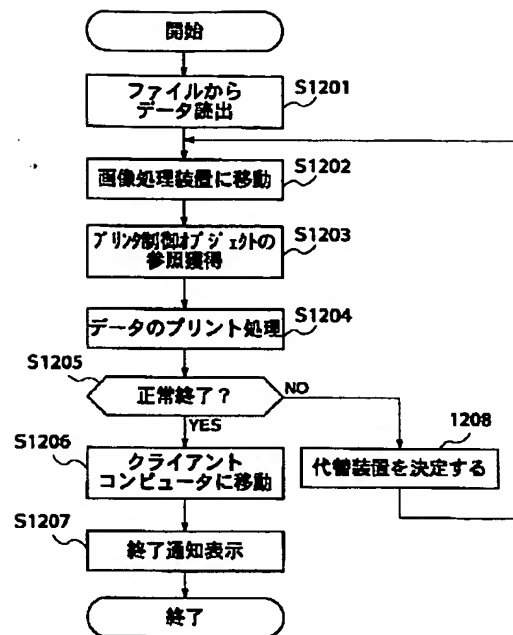 開始
ファイルから
データ読出
S1201
画像処理装置に移動
S1202
プリンタ制御オブジェクトの
参照獲得
S1203
データのプリント処理
S1204
S1205
正常終了？
NO
YES
S1206
クライアント
コンピュータに移動
1208
代替装置を決定する
S1207
終了通知表示
終了